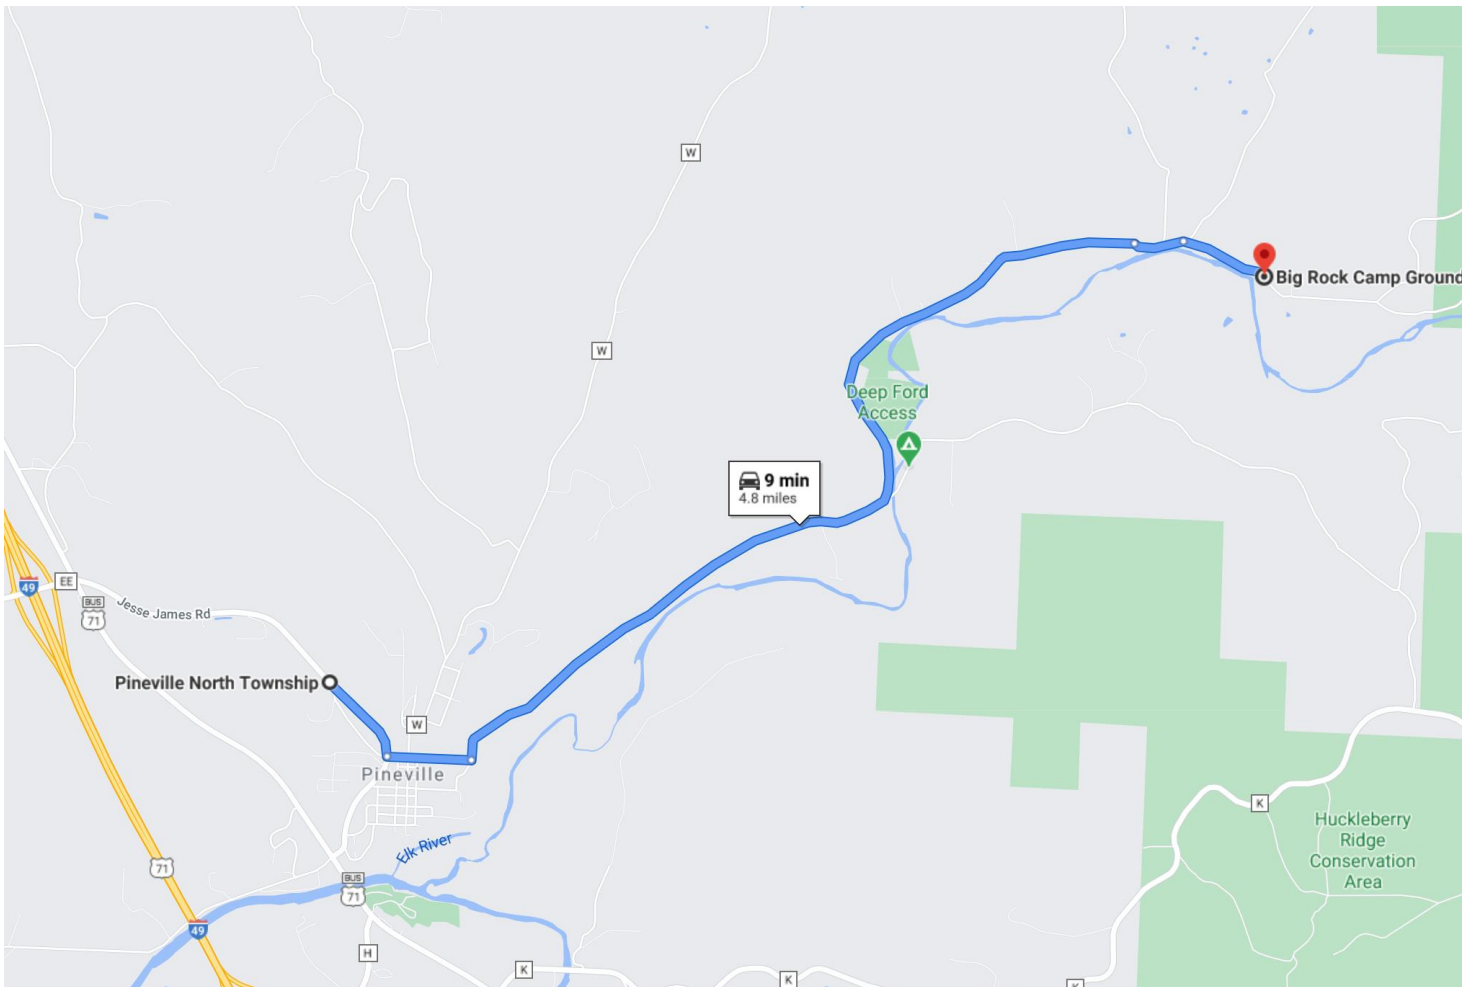 W
W
Big Rock Camp Ground
Deep Ford
Access
9 min
4.8 miles
49
EE
BUS
71
Jesse James Rd
Pineville North Township
W
Pineville
Elk River
K
Huckleberry
Ridge
Conservation
Area
71
BUS
71
49
H
K
K
K